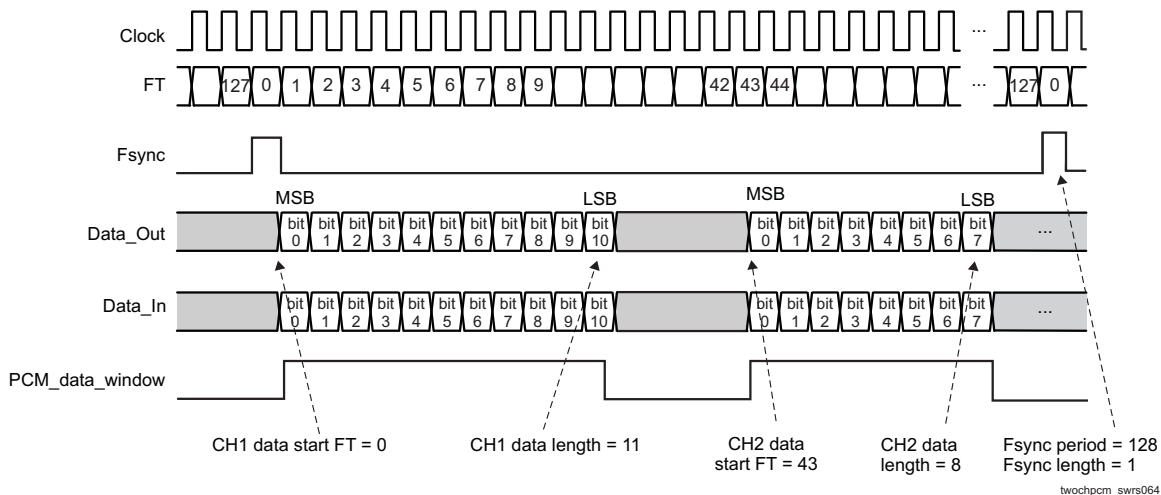 Clock
...
FT
127 0 1 2 3 4 5 6 7 8 9 42 43 44 ... 127 0
Fsync
MSB LSB MSB LSB
Data_Out
bit 0 bit 1 bit 2 bit 3 bit 4 bit 5 bit 6 bit 7 bit 8 bit 9 bit 10 bit 0 bit 1 bit 2 bit 3 bit 4 bit 5 bit 6 bit 7 ...
Data_In
bit 0 bit 1 bit 2 bit 3 bit 4 bit 5 bit 6 bit 7 bit 8 bit 9 bit 10 bit 0 bit 1 bit 2 bit 3 bit 4 bit 5 bit 6 bit 7 ...
PCM_data_window
CH1 data start FT = 0
CH1 data length = 11
CH2 data
start FT = 43
CH2 data
length = 8
Fsync period = 128
Fsync length = 1
twochpcm_swrs064